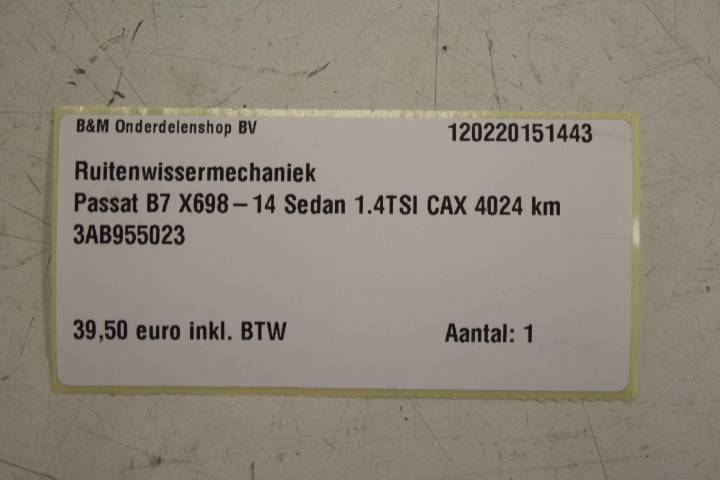 B&M Onderdelenshop BV 120220151443
Ruitenwissermechaniek
Passat B7 X698-14 Sedan 1.4TSI CAX 4024 km
3AB955023
39,50 euro inkl. BTW Aantal: 1